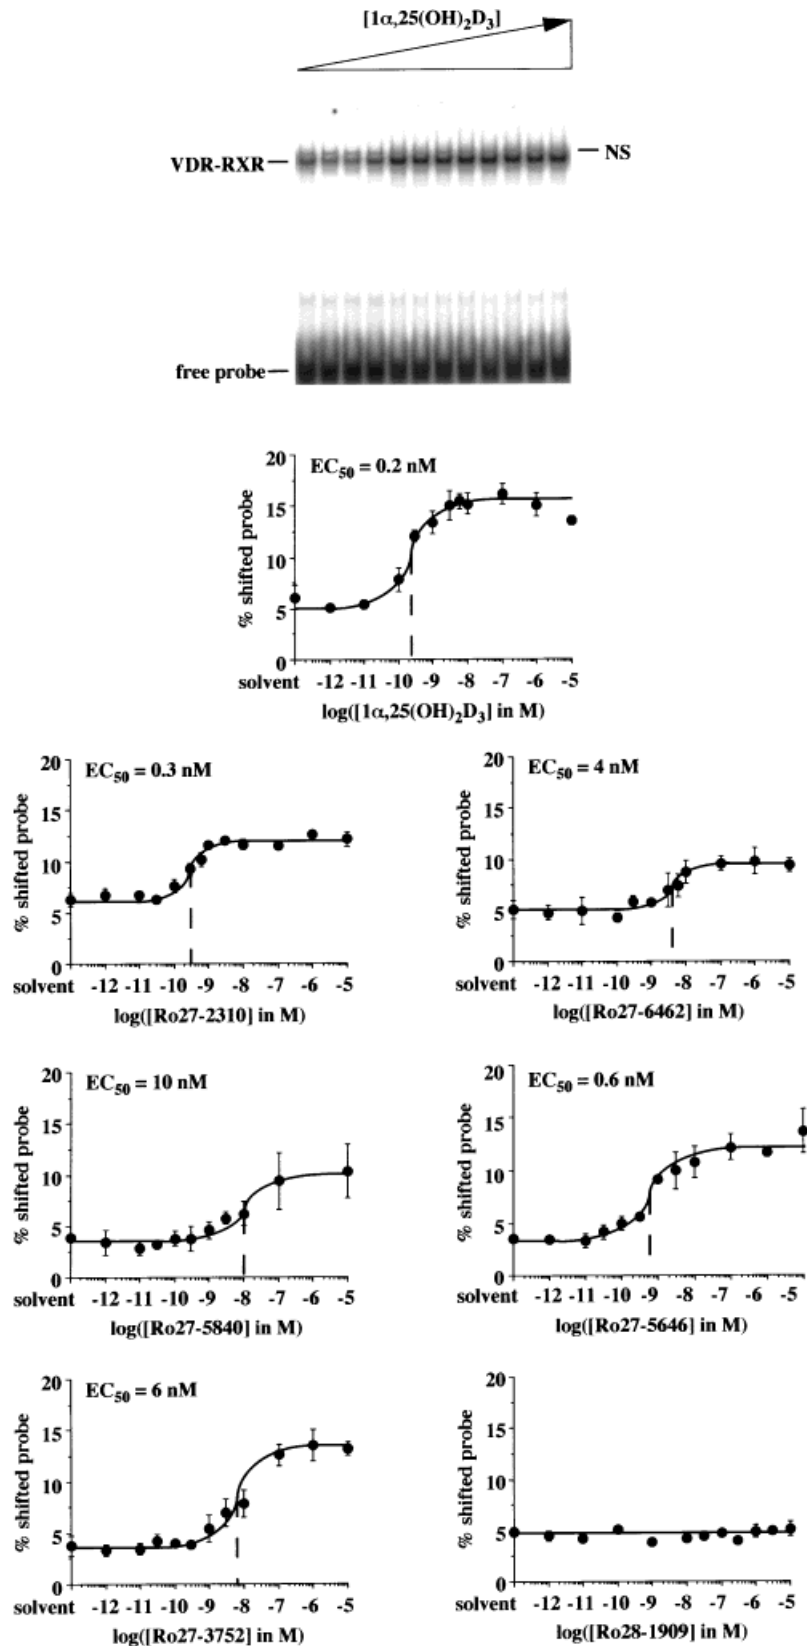 [1α,25(OH)₂D₃]
VDR-RXR
NS
free probe
EC₅₀ = 0.2 nM
% shifted probe
20
15
10
5
0
solvent -12 -11 -10 -9 -8 -7 -6 -5
log([1α,25(OH)₂D₃] in M)
EC₅₀ = 0.3 nM
% shifted probe
20
15
10
5
0
solvent -12 -11 -10 -9 -8 -7 -6 -5
log([Ro27-2310] in M)
EC₅₀ = 4 nM
% shifted probe
20
15
10
5
0
solvent -12 -11 -10 -9 -8 -7 -6 -5
log([Ro27-6462] in M)
EC₅₀ = 10 nM
% shifted probe
20
15
10
5
0
solvent -12 -11 -10 -9 -8 -7 -6 -5
log([Ro27-5840] in M)
EC₅₀ = 0.6 nM
% shifted probe
20
15
10
5
0
solvent -12 -11 -10 -9 -8 -7 -6 -5
log([Ro27-5646] in M)
EC₅₀ = 6 nM
% shifted probe
20
15
10
5
0
solvent -12 -11 -10 -9 -8 -7 -6 -5
log([Ro27-3752] in M)
% shifted probe
20
15
10
5
0
solvent -12 -11 -10 -9 -8 -7 -6 -5
log([Ro28-1909] in M)